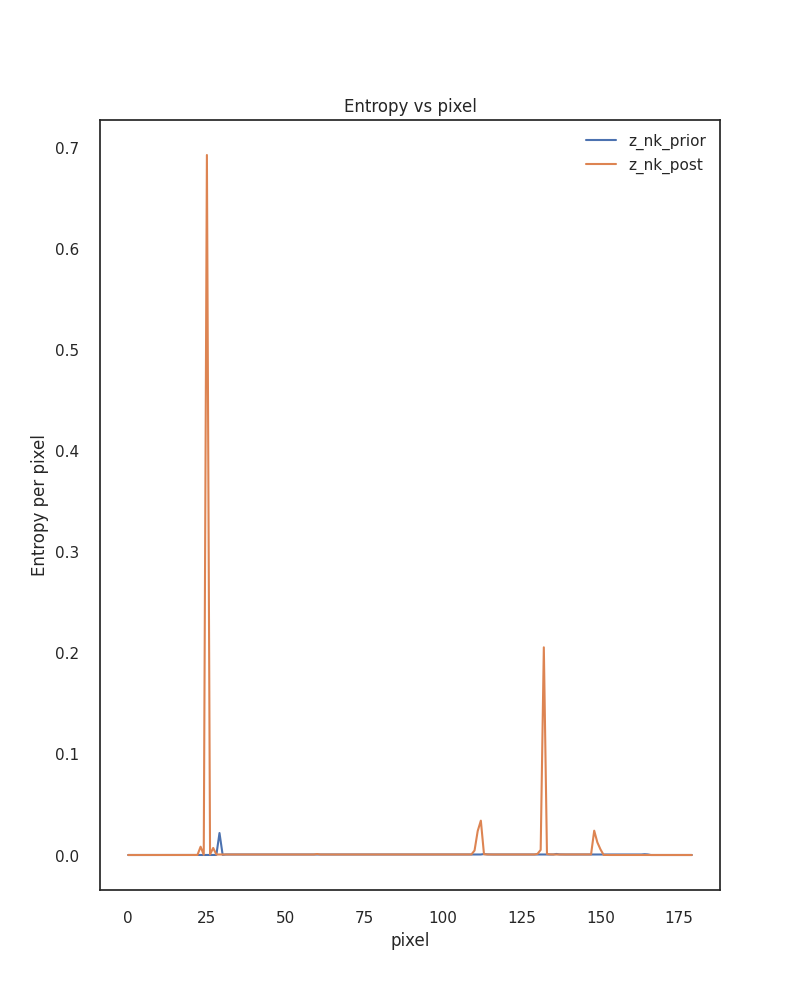 Entropy vs pixel
z_nk_prior
z_nk_post
Entropy per pixel
0.7
0.6
0.5
0.4
0.3
0.2
0.1
0.0
0 25 50 75 100 125 150 175
pixel